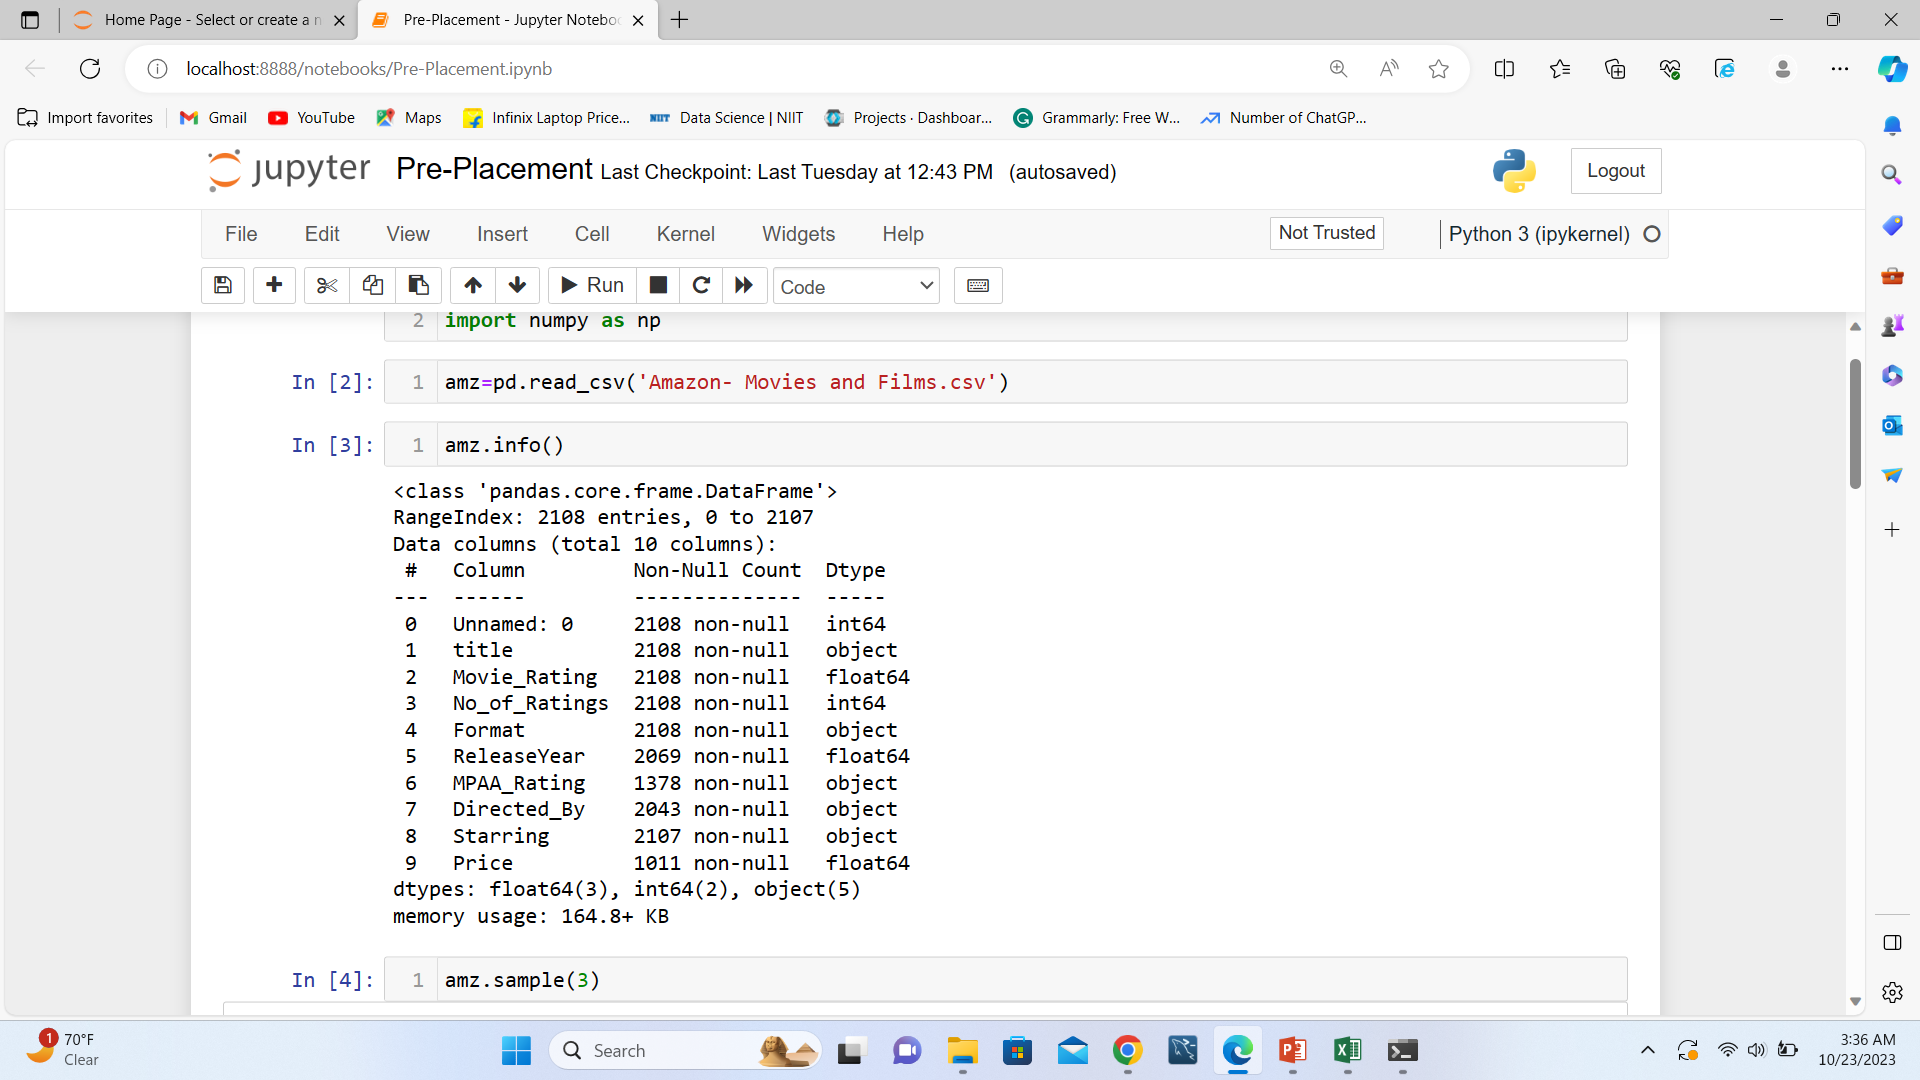 Home Page - Select or create a n
Pre-Placement - Jupyter Notebo
localhost:8888/notebooks/Pre-Placement.ipynb
Import favorites
Gmail
YouTube
Maps
Infinix Laptop Price...
NIIT Data Science | NIIT
Projects · Dashboar...
Grammarly: Free W...
Number of ChatGP...
jupyter Pre-Placement Last Checkpoint: Last Tuesday at 12:43 PM (autosaved)
Logout
File Edit View Insert Cell Kernel Widgets Help
Not Trusted
Python 3 (ipykernel)
Run
Code
2 import numpy as np
In [2]: 1 amz=pd.read_csv('Amazon- Movies and Films.csv')
In [3]: 1 amz.info()
<class 'pandas.core.frame.DataFrame'>
RangeIndex: 2108 entries, 0 to 2107
Data columns (total 10 columns):
# Column Non-Null Count Dtype
--- ------ -------------- -----
0 Unnamed: 0 2108 non-null int64
1 title 2108 non-null object
2 Movie_Rating 2108 non-null float64
3 No_of_Ratings 2108 non-null int64
4 Format 2108 non-null object
5 ReleaseYear 2069 non-null float64
6 MPAA_Rating 1378 non-null object
7 Directed_By 2043 non-null object
8 Starring 2107 non-null object
9 Price 1011 non-null float64
dtypes: float64(3), int64(2), object(5)
memory usage: 164.8+ KB
In [4]: 1 amz.sample(3)
1
70°F
Clear
Search
3:36 AM
10/23/2023